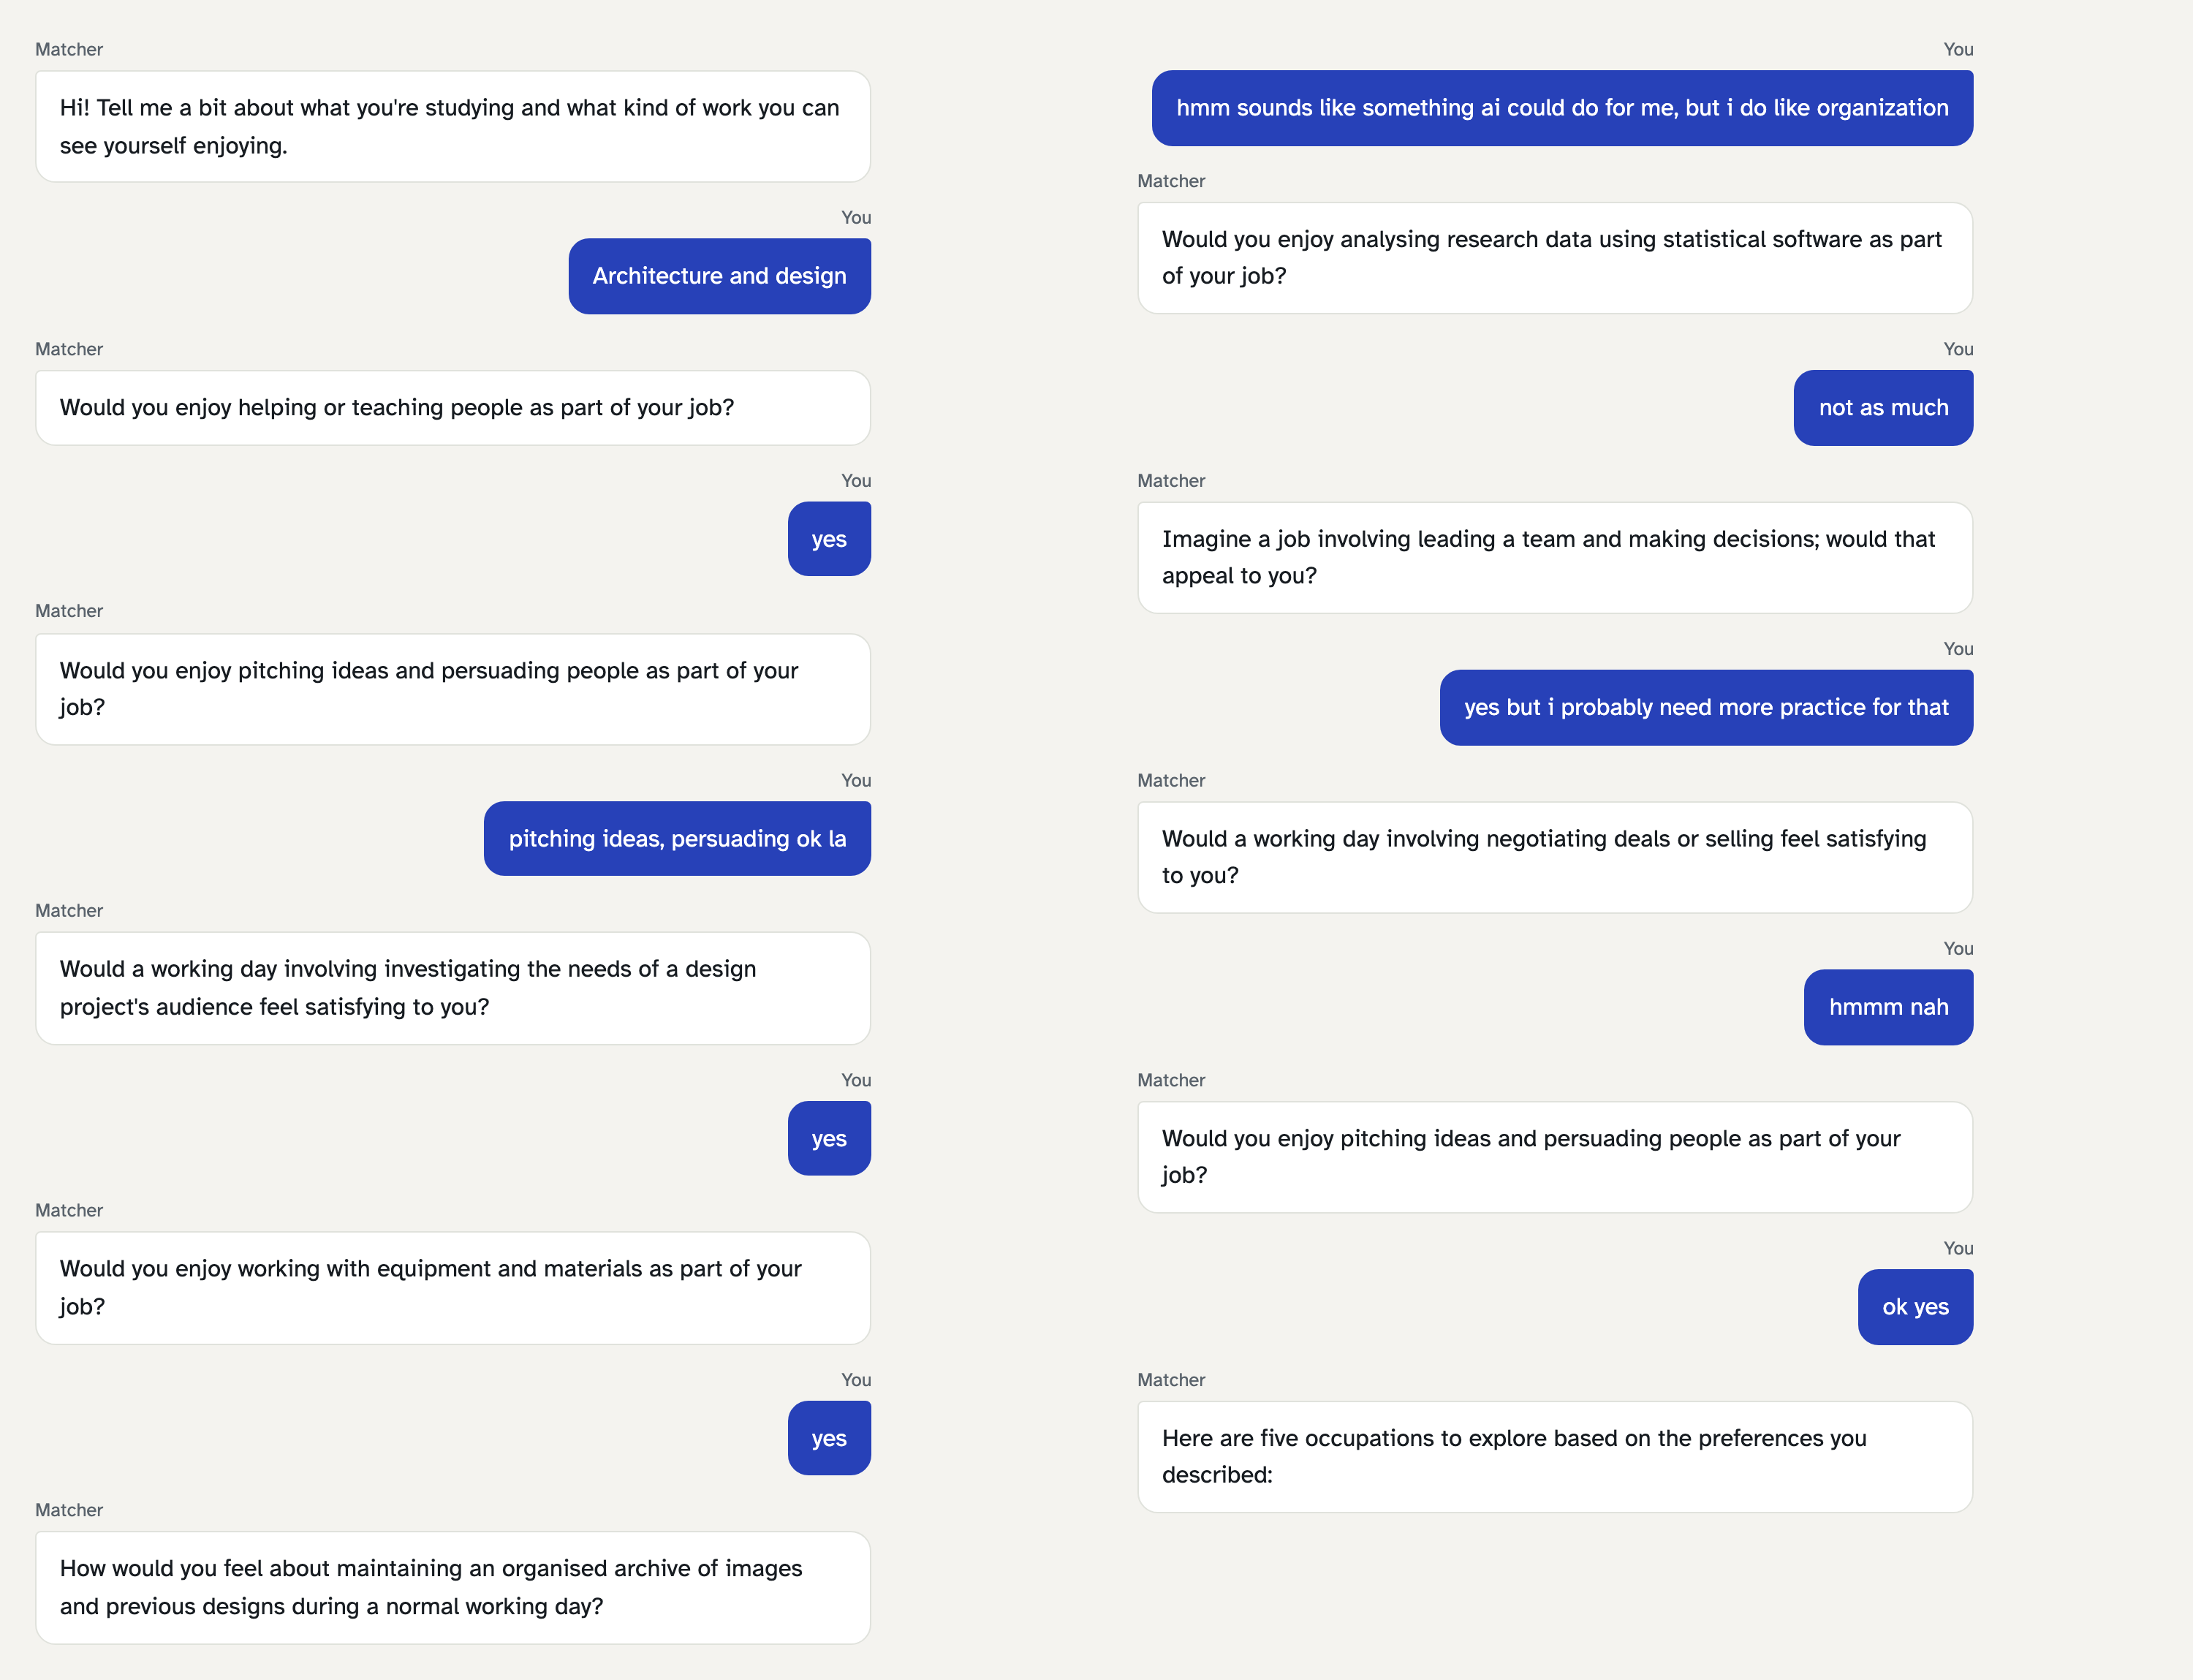 Matcher
Hi! Tell me a bit about what you're studying and what kind of work you can
see yourself enjoying.
You
Architecture and design
Matcher
Would you enjoy helping or teaching people as part of your job?
You
yes
Matcher
Would you enjoy pitching ideas and persuading people as part of your
job?
You
pitching ideas, persuading ok la
Matcher
Would a working day involving investigating the needs of a design
project's audience feel satisfying to you?
You
yes
Matcher
Would you enjoy working with equipment and materials as part of your
job?
You
yes
Matcher
How would you feel about maintaining an organised archive of images
and previous designs during a normal working day?
You
hmm sounds like something ai could do for me, but i do like organization
Matcher
Would you enjoy analysing research data using statistical software as part
of your job?
You
not as much
Matcher
Imagine a job involving leading a team and making decisions; would that
appeal to you?
You
yes but i probably need more practice for that
Matcher
Would a working day involving negotiating deals or selling feel satisfying
to you?
You
hmmm nah
Matcher
Would you enjoy pitching ideas and persuading people as part of your
job?
You
ok yes
Matcher
Here are five occupations to explore based on the preferences you
described: